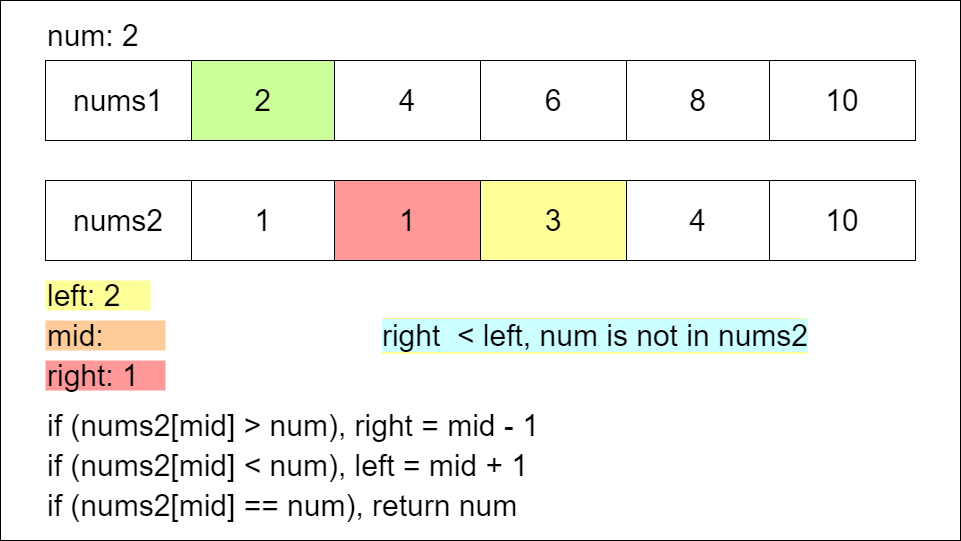 num: 2
nums1 2 4 6 8 10
nums2 1 1 3 4 10
left: 2
mid:
right < left, num is not in nums2
right: 1
if (nums2[mid] > num), right = mid - 1
if (nums2[mid] < num), left = mid + 1
if (nums2[mid] == num), return num